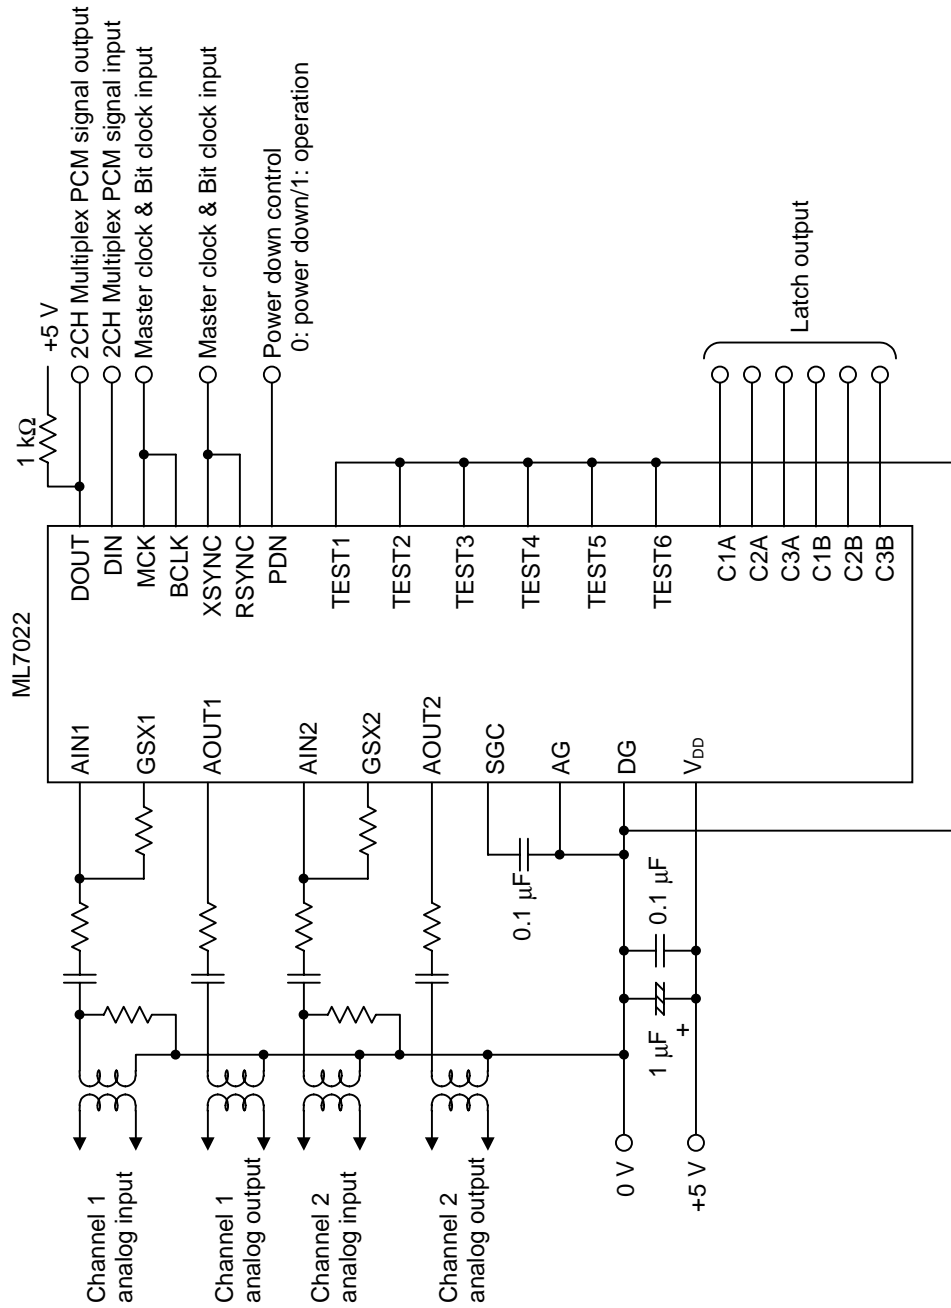 ML7022
Channel 1
analog input
Channel 1
analog output
Channel 2
analog input
Channel 2
analog output
0 V
+5 V
1 μF
+
0.1 μF
0.1 μF
AIN1
GSX1
AOUT1
AIN2
GSX2
AOUT2
SGC
AG
DG
VDD
DOUT
DIN
MCK
BCLK
XSYNC
RSYNC
PDN
TEST1
TEST2
TEST3
TEST4
TEST5
TEST6
C1A
C2A
C3A
C1B
C2B
C3B
1 kΩ
+5 V
2CH Multiplex PCM signal output
2CH Multiplex PCM signal input
Master clock & Bit clock input
Master clock & Bit clock input
Power down control
0: power down/1: operation
Latch output